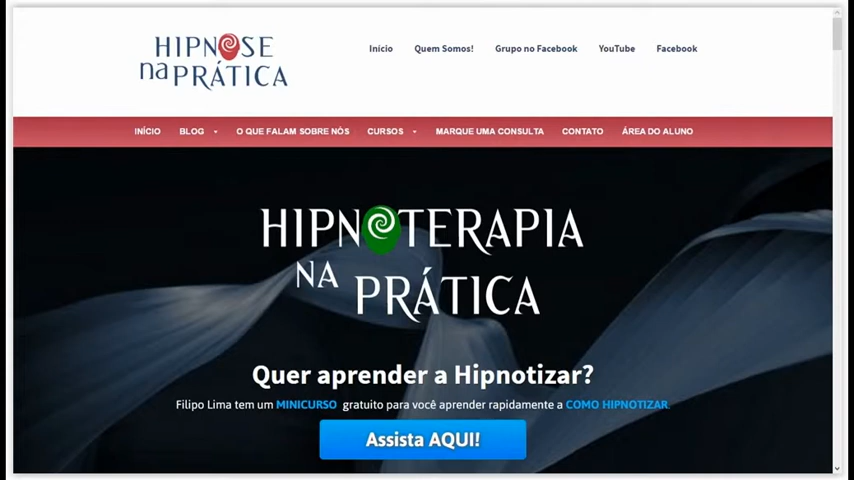 HIPNOSE
na PRÁTICA
Início Quem Somos! Grupo no Facebook YouTube Facebook
INÍCIO BLOG O QUE FALAM SOBRE NÓS CURSOS MARQUE UMA CONSULTA CONTATO ÁREA DO ALUNO
HIPNOTERAPIA
NA PRÁTICA
Quer aprender a Hipnotizar?
Filipo Lima tem um MINICURSO gratuito para você aprender rapidamente a COMO HIPNOTIZAR.
Assista AQUI!